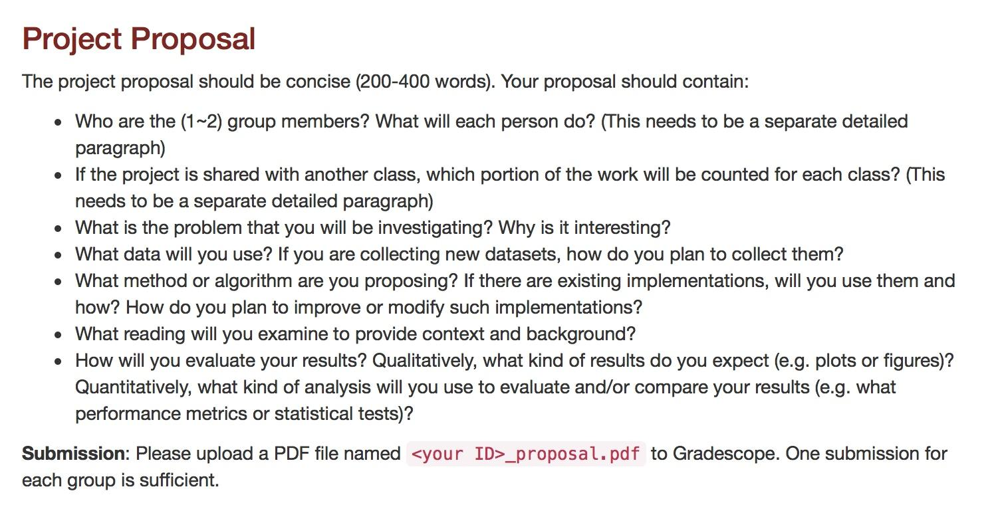 Project Proposal
The project proposal should be concise (200-400 words). Your proposal should contain:
• Who are the (1~2) group members? What will each person do? (This needs to be a separate detailed
paragraph)
• If the project is shared with another class, which portion of the work will be counted for each class? (This
needs to be a separate detailed paragraph)
• What is the problem that you will be investigating? Why is it interesting?
• What data will you use? If you are collecting new datasets, how do you plan to collect them?
• What method or algorithm are you proposing? If there are existing implementations, will you use them and
how? How do you plan to improve or modify such implementations?
• What reading will you examine to provide context and background?
• How will you evaluate your results? Qualitatively, what kind of results do you expect (e.g. plots or figures)?
Quantitatively, what kind of analysis will you use to evaluate and/or compare your results (e.g. what
performance metrics or statistical tests)?
Submission: Please upload a PDF file named <your ID>_proposal.pdf to Gradescope. One submission for
each group is sufficient.